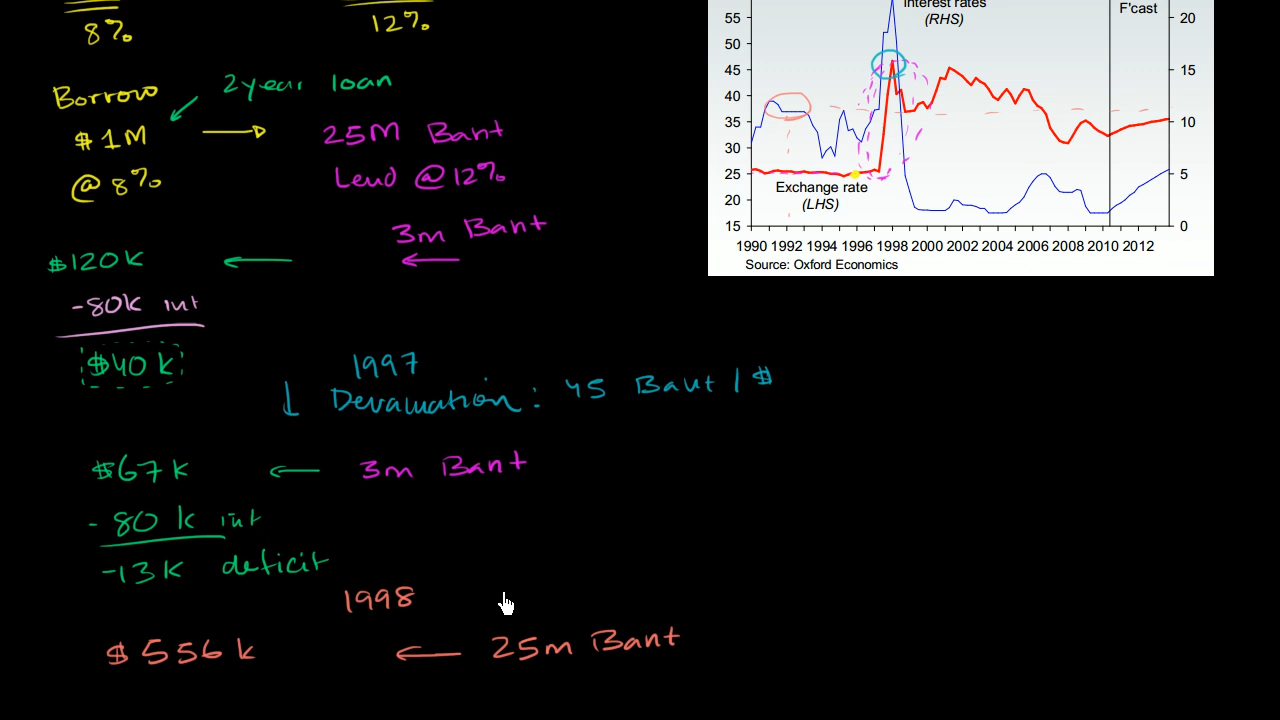 8%
12%
Borrow
2 year loan
$1M
25M Baht
@ 8%
Lend @ 12%
3m Baht
$120K
-80K int
$40 k
1997
Devaluation: 45 Baht / $
$67 k
3m Baht
- 80 k int
-13K deficit
1998
$556k
25m Baht
Interest rates
(RHS)
F'cast
55
50
45
40
35
30
25
20
15
20
15
10
5
0
Exchange rate
(LHS)
1990 1992 1994 1996 1998 2000 2002 2004 2006 2008 2010 2012
Source: Oxford Economics